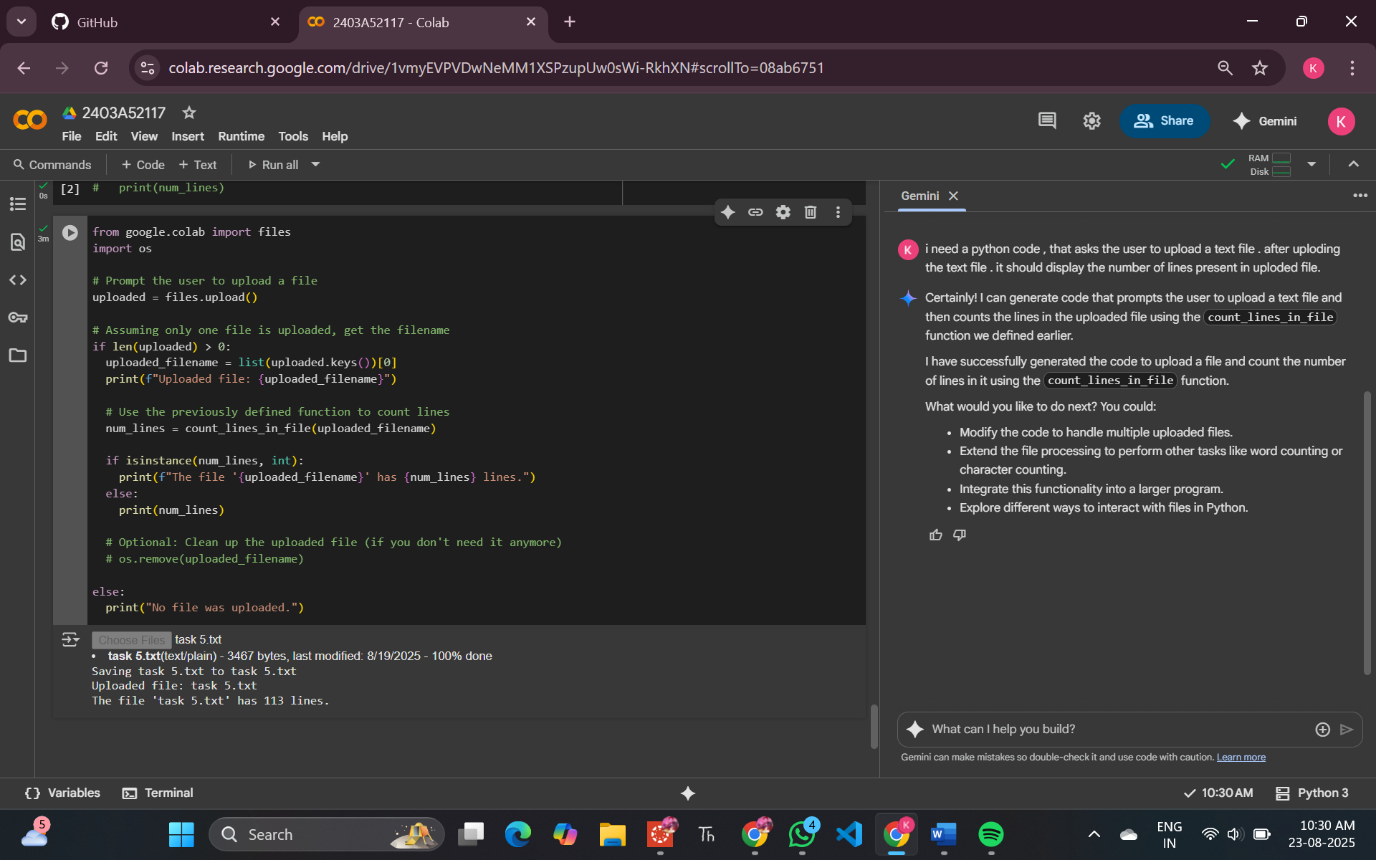 GitHub
2403A52117 - Colab
colab.research.google.com/drive/1vmyEVPVDwNeMM1XSPzupUw0sWi-RkhXN#scrollTo=08ab6751
K
2403A52117
File Edit View Insert Runtime Tools Help
Share
Gemini
K
Commands + Code + Text Run all
RAM
Disk
0s
[2] #   print(num_lines)
3m
from google.colab import files
import os
# Prompt the user to upload a file
uploaded = files.upload()
# Assuming only one file is uploaded, get the filename
if len(uploaded) > 0:
  uploaded_filename = list(uploaded.keys())[0]
  print(f"Uploaded file: {uploaded_filename}")
  # Use the previously defined function to count lines
  num_lines = count_lines_in_file(uploaded_filename)
  if isinstance(num_lines, int):
    print(f"The file '{uploaded_filename}' has {num_lines} lines.")
  else:
    print(num_lines)
  # Optional: Clean up the uploaded file (if you don't need it anymore)
  # os.remove(uploaded_filename)
else:
  print("No file was uploaded.")
Choose Files task 5.txt
• task 5.txt(text/plain) - 3467 bytes, last modified: 8/19/2025 - 100% done
Saving task 5.txt to task 5.txt
Uploaded file: task 5.txt
The file 'task 5.txt' has 113 lines.
Gemini
K
i need a python code , that asks the user to upload a text file . after uploding
the text file . it should display the number of lines present in uploded file.
Certainly! I can generate code that prompts the user to upload a text file and
then counts the lines in the uploaded file using the count_lines_in_file
function we defined earlier.
I have successfully generated the code to upload a file and count the number
of lines in it using the count_lines_in_file function.
What would you like to do next? You could:
• Modify the code to handle multiple uploaded files.
• Extend the file processing to perform other tasks like word counting or
character counting.
• Integrate this functionality into a larger program.
• Explore different ways to interact with files in Python.
What can I help you build?
Gemini can make mistakes so double-check it and use code with caution. Learn more
Variables
Terminal
10:30 AM
Python 3
5
Search
Th
4
K
ENG
IN
10:30 AM
23-08-2025